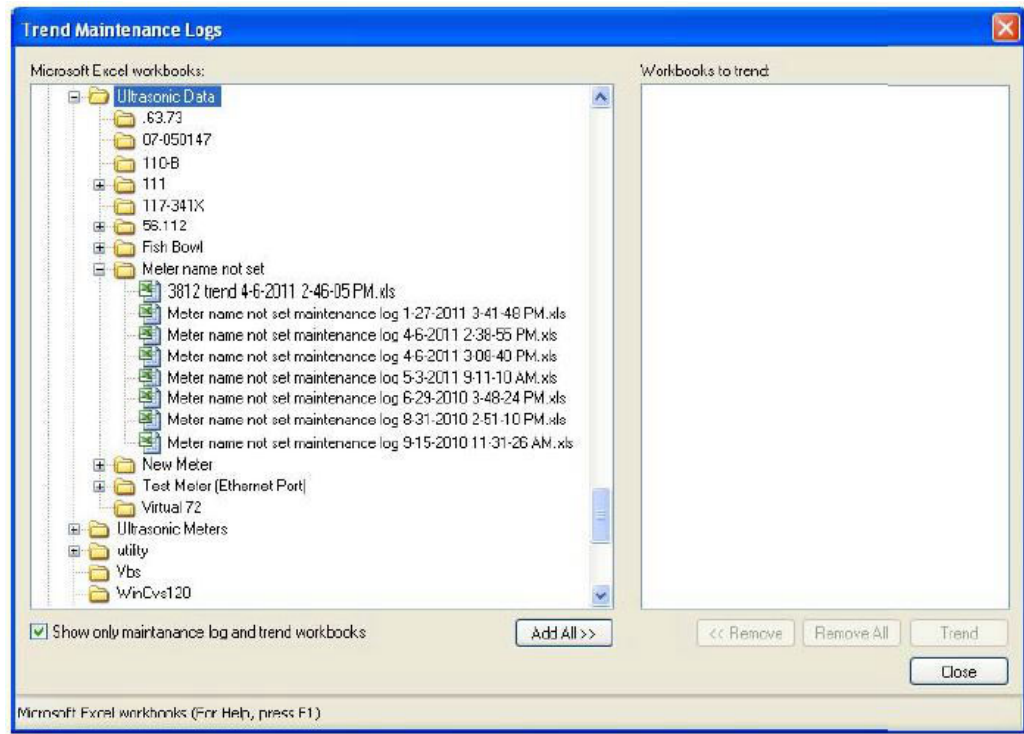 Trend Maintenance Logs
Microsoft Excel workbooks:
Workbooks to trend:
Ultrasonic Data
.63.73
07-050147
110-B
111
117-341X
56.112
Fish Bowl
Meter name not set
3812 trend 4-6-2011 2-46-05 PM.xls
Meter name not set maintenance log 1-27-2011 3-41-48 PM.xls
Meter name not set maintenance log 4-6-2011 2-38-55 PM.xls
Meter name not set maintenance log 4-6-2011 3-08-40 PM.xls
Meter name not set maintenance log 5-3-2011 9-11-10 AM.xls
Meter name not set maintenance log 6-29-2010 3-48-24 PM.xls
Meter name not set maintenance log 8-31-2010 2-51-10 PM.xls
Meter name not set maintenance log 9-15-2010 11-31-26 AM.xls
New Meter
Test Meter (Ethernet Port)
Virtual 72
Ultrasonic Meters
utility
Vbs
WinCvs120
Show only maintanance log and trend workbooks
Add All >>
<< Remove
Remove All
Trend
Close
Microsoft Excel workbooks (For Help, press F1)